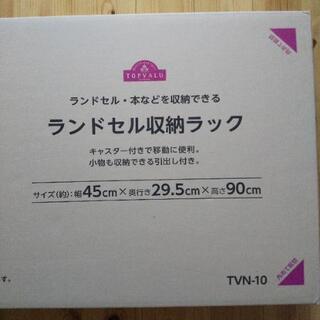 TOPVALU
ランドセル・本などを収納できる
ランドセル収納ラック
キャスター付きで移動に便利。
小物も収納できる引出し付き。
サイズ(約):幅45cm×奥行き29.5cm×高さ90cm
す。
TVN-10